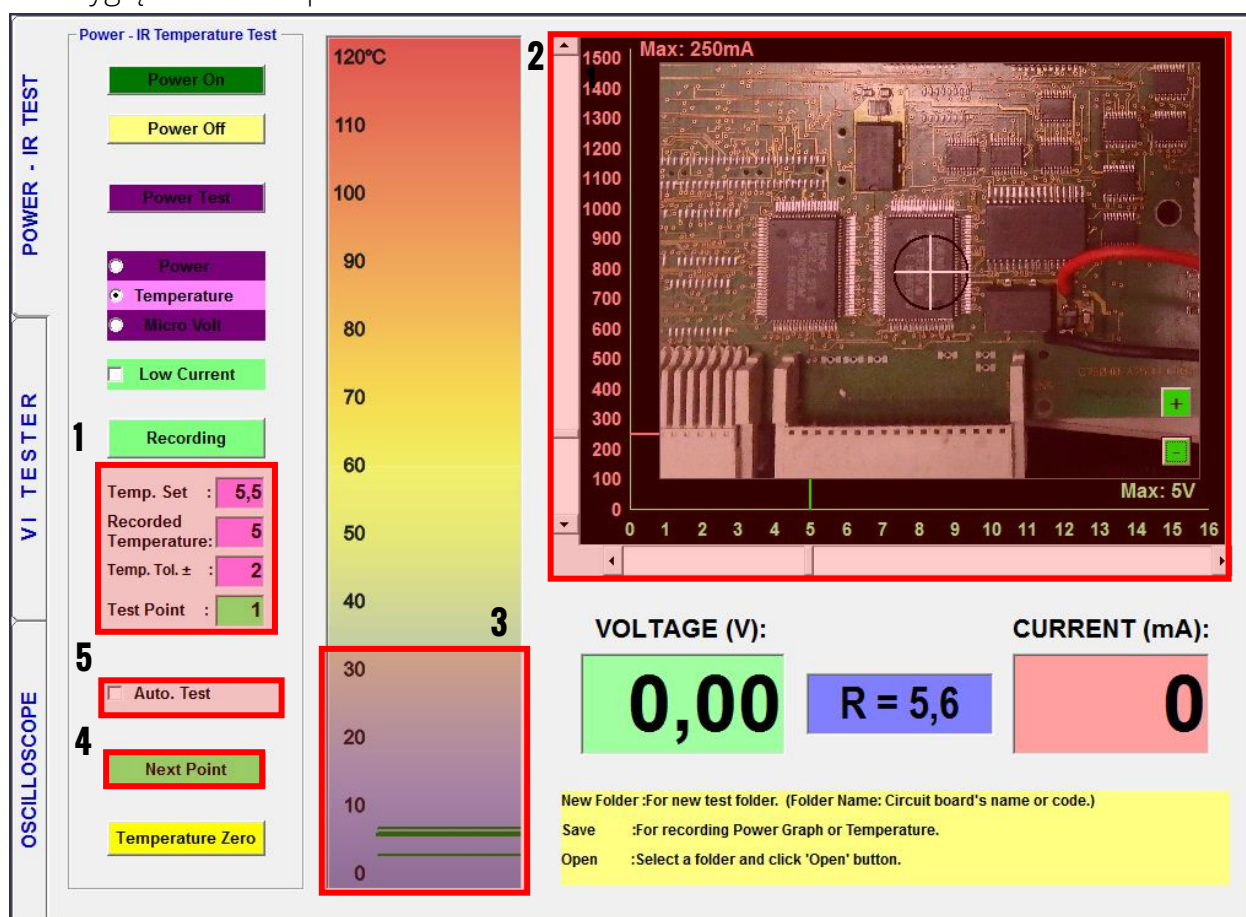 Power - IR Temperature Test
POWER - IR TEST
VI TESTER
OSCILLOSCOPE
Power On
Power Off
Power Test
Power
Temperature
Micro Volt
Low Current
1
Recording
Temp. Set : 5,5
Recorded
Temperature: 5
Temp. Tol. ± : 2
Test Point : 1
5
Auto. Test
4
Next Point
Temperature Zero
120°C
110
100
90
80
70
60
50
40
3
30
20
10
0
2
Max: 250mA
1500
1400
1300
1200
1100
1000
900
800
700
600
500
400
300
200
100
0
+
-
Max: 5V
0 1 2 3 4 5 6 7 8 9 10 11 12 13 14 15 16
VOLTAGE (V):
0,00
R = 5,6
CURRENT (mA):
0
New Folder :For new test folder. (Folder Name: Circuit board's name or code.)
Save :For recording Power Graph or Temperature.
Open :Select a folder and click 'Open' button.